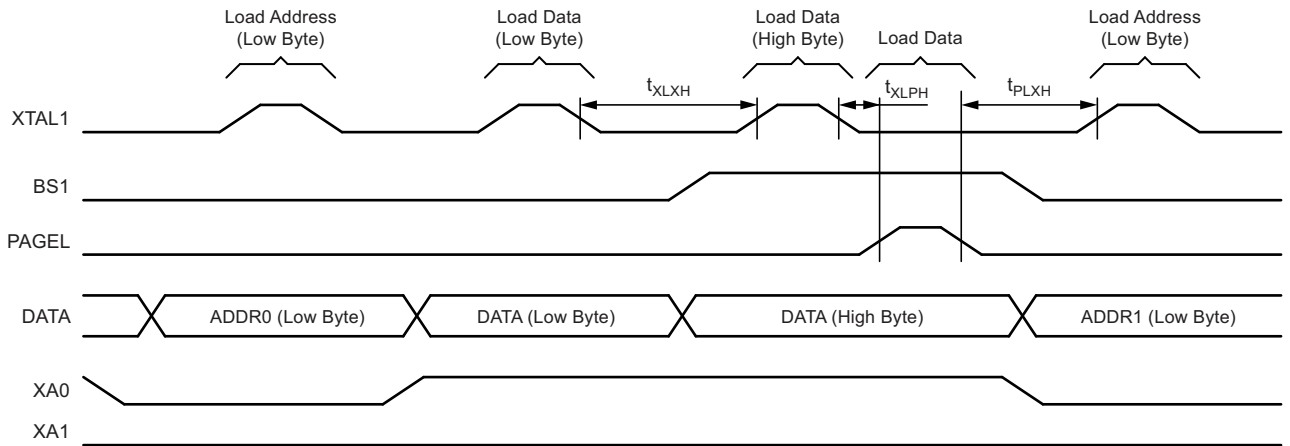 Load Address
(Low Byte)
Load Data
(Low Byte)
Load Data
(High Byte)
Load Data
Load Address
(Low Byte)
tXLXH
tXLPH
tPLXH
XTAL1
BS1
PAGEL
DATA
ADDR0 (Low Byte)
DATA (Low Byte)
DATA (High Byte)
ADDR1 (Low Byte)
XA0
XA1